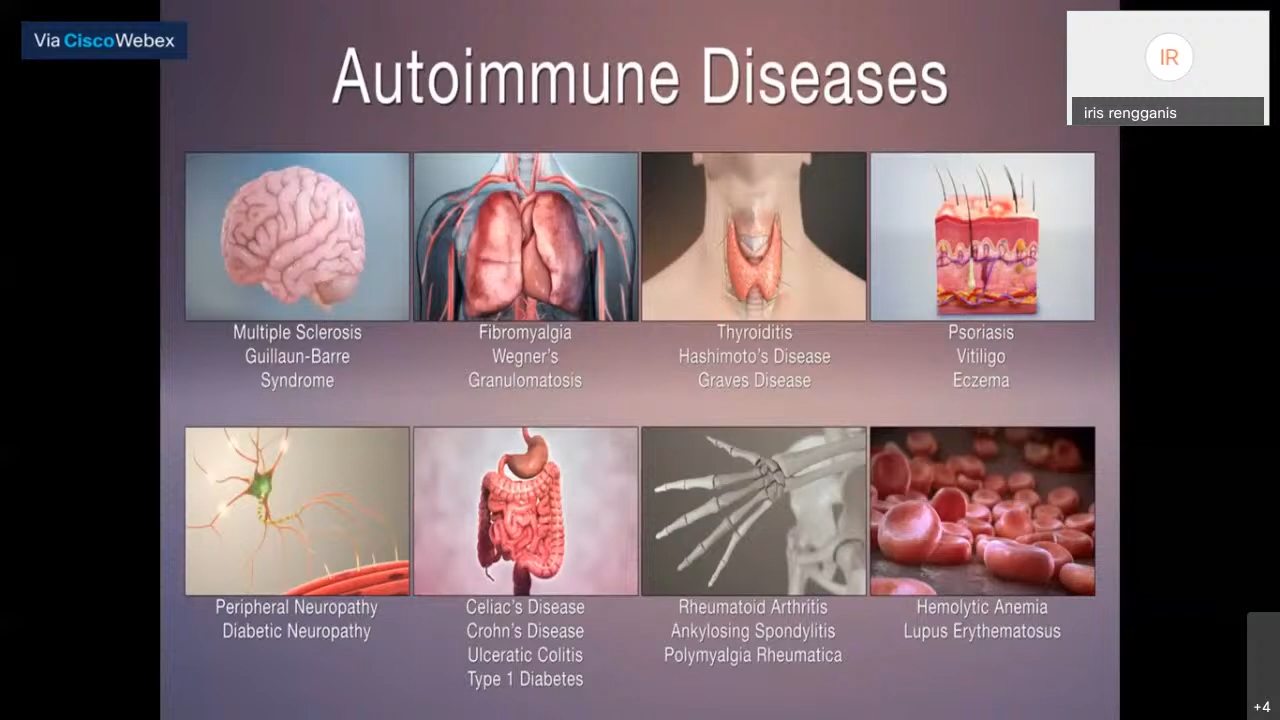 Via CiscoWebex
Autoimmune Diseases
IR
iris rengganis
Multiple Sclerosis
Guillaun-Barre
Syndrome
Fibromyalgia
Wegner's
Granulomatosis
Thyroiditis
Hashimoto's Disease
Graves Disease
Psoriasis
Vitiligo
Eczema
Peripheral Neuropathy
Diabetic Neuropathy
Celiac's Disease
Crohn's Disease
Ulceratic Colitis
Type 1 Diabetes
Rheumatoid Arthritis
Ankylosing Spondylitis
Polymyalgia Rheumatica
Hemolytic Anemia
Lupus Erythematosus
+4